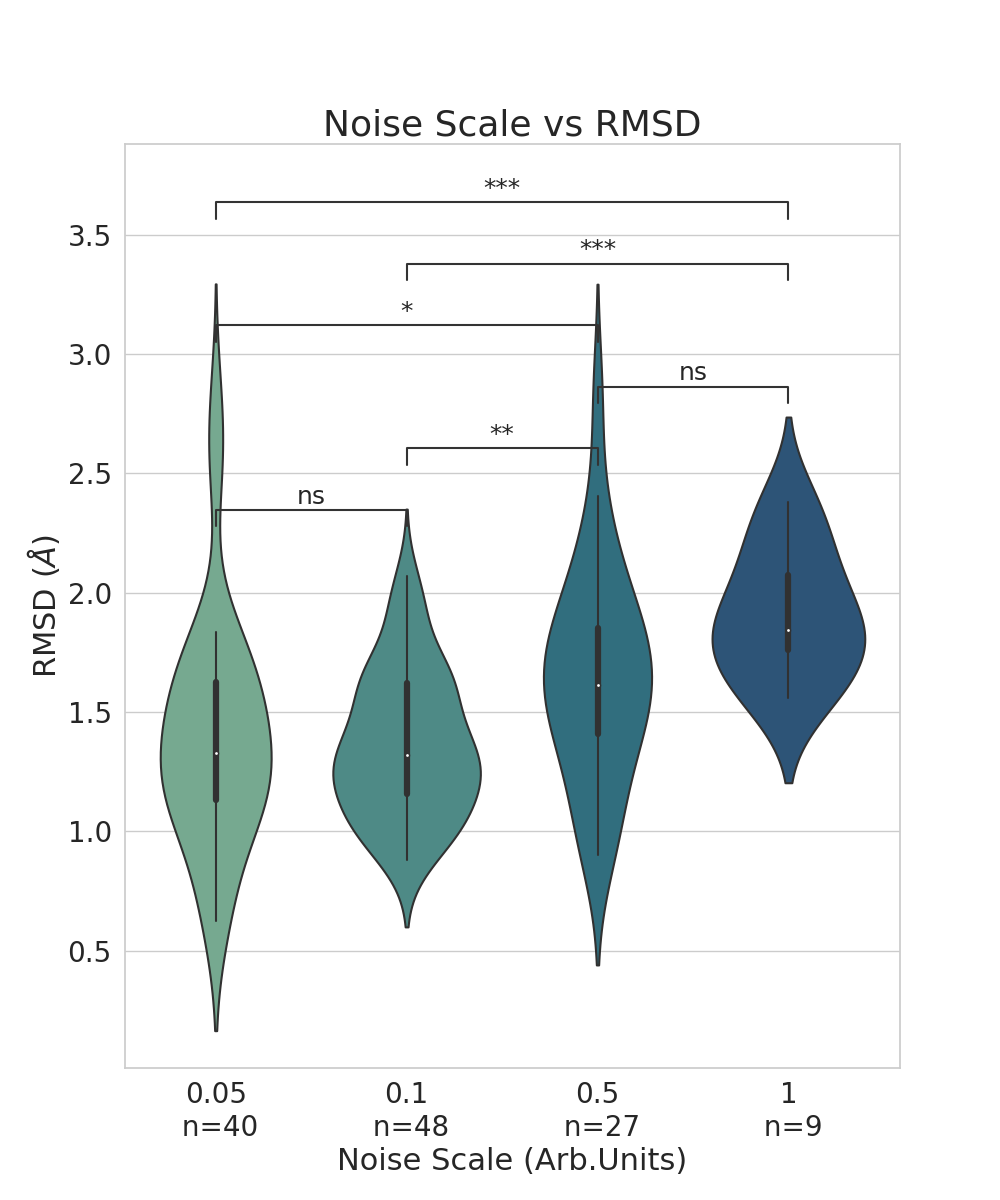 Noise Scale vs RMSD
***
***
*
ns
**
ns
3.5
3.0
2.5
2.0
1.5
1.0
0.5
RMSD (Å)
0.05 0.1 0.5 1
n=40 n=48 n=27 n=9
Noise Scale (Arb.Units)